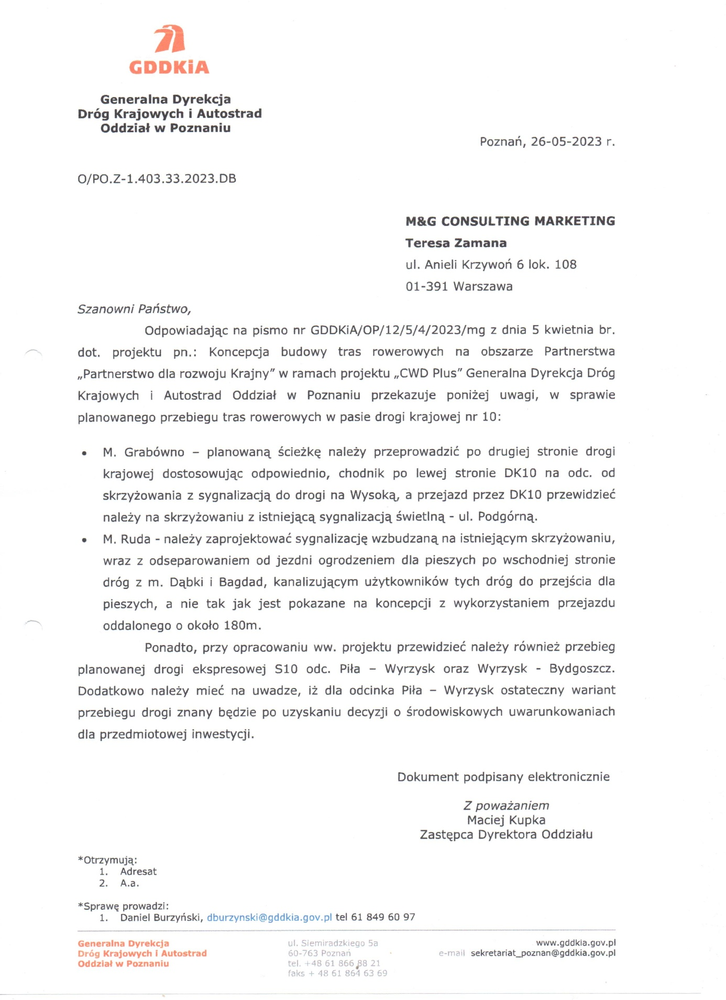 GDDKiA
Generalna Dyrekcja
Dróg Krajowych i Autostrad
Oddział w Poznaniu
Poznań, 26-05-2023 r.
O/PO.Z-1.403.33.2023.DB
M&G CONSULTING MARKETING
Teresa Zamana
ul. Anieli Krzywoń 6 lok. 108
01-391 Warszawa
Szanowni Państwo,
Odpowiadając na pismo nr GDDKiA/OP/12/5/4/2023/mg z dnia 5 kwietnia br.
dot. projektu pn.: Koncepcja budowy tras rowerowych na obszarze Partnerstwa
„Partnerstwo dla rozwoju Krajny” w ramach projektu „CWD Plus” Generalna Dyrekcja Dróg
Krajowych i Autostrad Oddział w Poznaniu przekazuje poniżej uwagi, w sprawie
planowanego przebiegu tras rowerowych w pasie drogi krajowej nr 10:
• M. Grabówno – planowaną ścieżkę należy przeprowadzić po drugiej stronie drogi
krajowej dostosowując odpowiednio, chodnik po lewej stronie DK10 na odc. od
skrzyżowania z sygnalizacją do drogi na Wysoką, a przejazd przez DK10 przewidzieć
należy na skrzyżowaniu z istniejącą sygnalizacją świetlną - ul. Podgórną.
• M. Ruda - należy zaprojektować sygnalizację wzbudzaną na istniejącym skrzyżowaniu,
wraz z odseparowaniem od jezdni ogrodzeniem dla pieszych po wschodniej stronie
dróg z m. Dąbki i Bagdad, kanalizującym użytkowników tych dróg do przejścia dla
pieszych, a nie tak jak jest pokazane na koncepcji z wykorzystaniem przejazdu
oddalonego o około 180m.
Ponadto, przy opracowaniu ww. projektu przewidzieć należy również przebieg
planowanej drogi ekspresowej S10 odc. Piła – Wyrzysk oraz Wyrzysk - Bydgoszcz.
Dodatkowo należy mieć na uwadze, iż dla odcinka Piła – Wyrzysk ostateczny wariant
przebiegu drogi znany będzie po uzyskaniu decyzji o środowiskowych uwarunkowaniach
dla przedmiotowej inwestycji.
Dokument podpisany elektronicznie
Z poważaniem
Maciej Kupka
Zastępca Dyrektora Oddziału
*Otrzymują:
1. Adresat
2. A.a.
*Sprawę prowadzi:
1. Daniel Burzyński, dburzynski@gddkia.gov.pl tel 61 849 60 97
Generalna Dyrekcja
Dróg Krajowych i Autostrad
Oddział w Poznaniu
ul. Siemiradzkiego 5a
60-763 Poznań
tel. +48 61 866 88 21
faks + 48 61 864 63 69
www.gddkia.gov.pl
e-mail sekretariat_poznan@gddkia.gov.pl